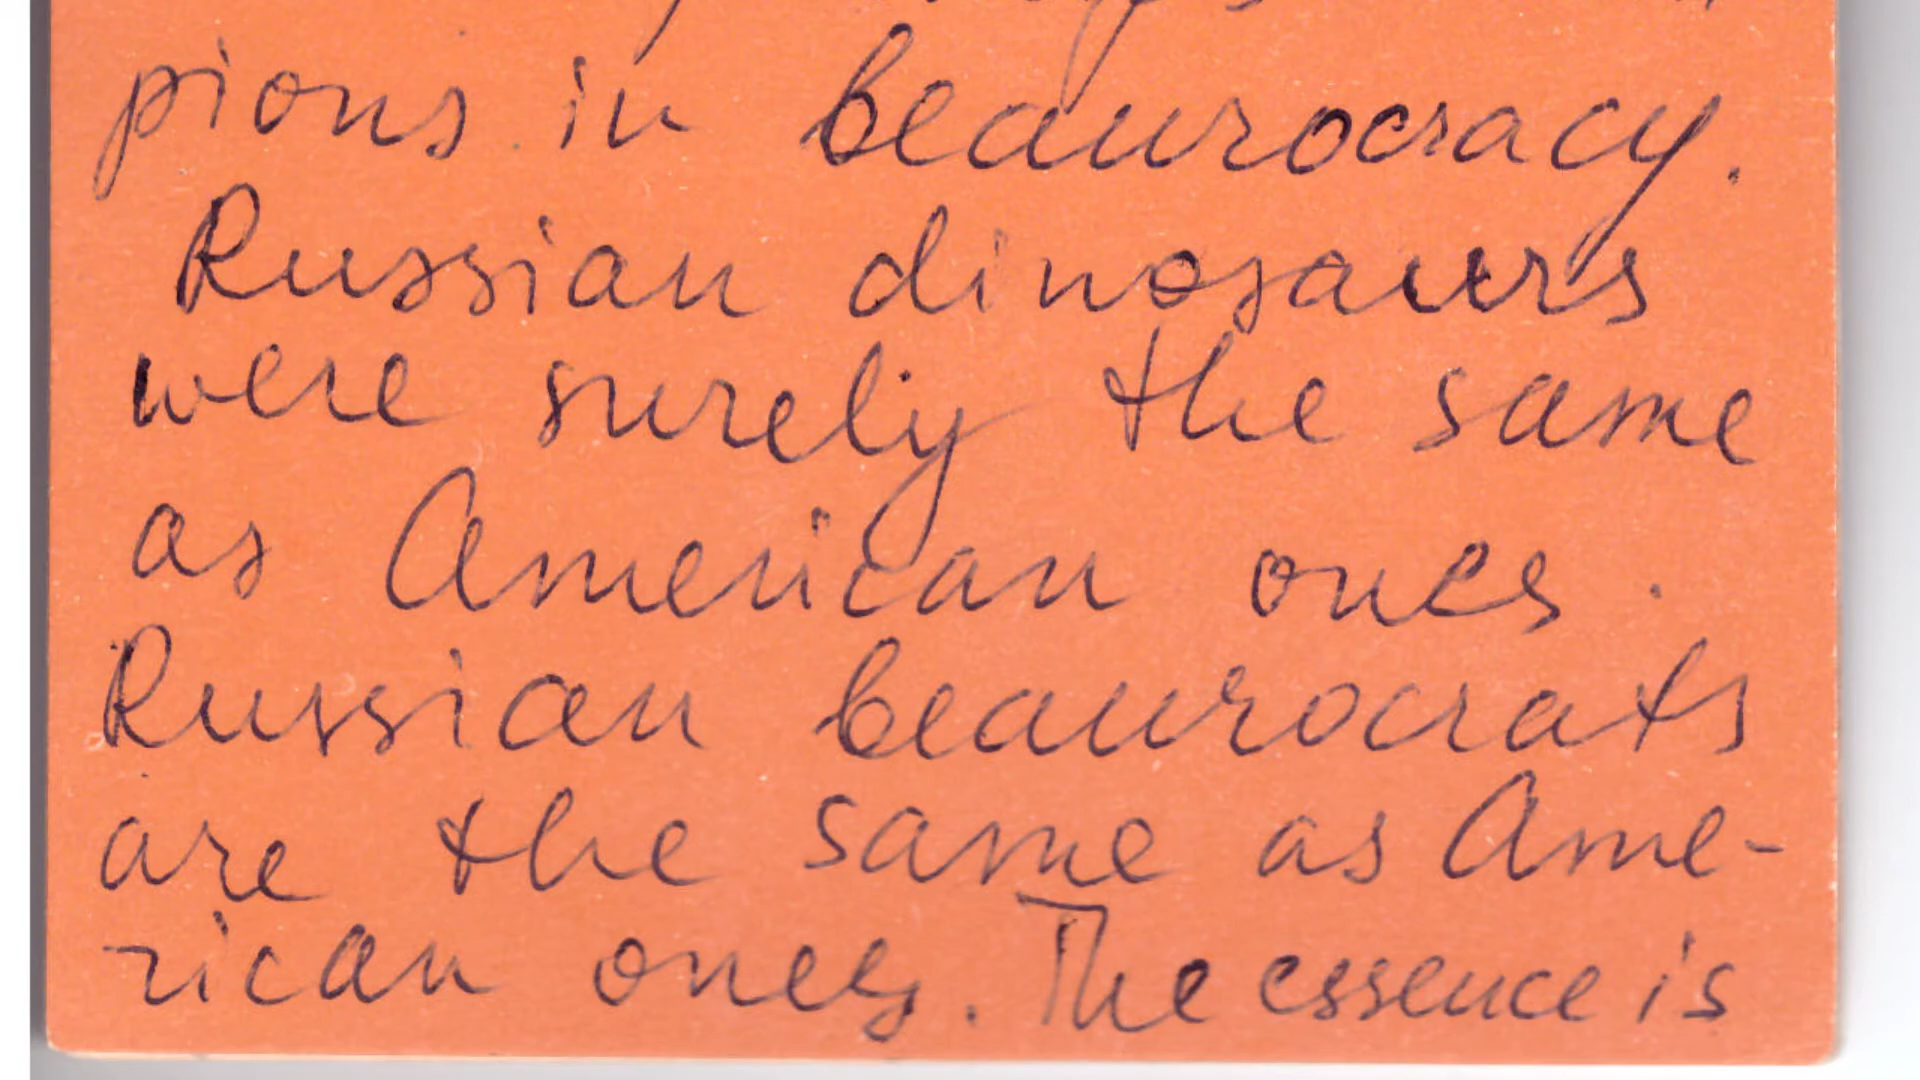 pions in beaurocracy.
Russian dinosaurs
were surely the same
as American ones.
Russian beaurocrats
are the same as Ame-
rican ones. The essence is